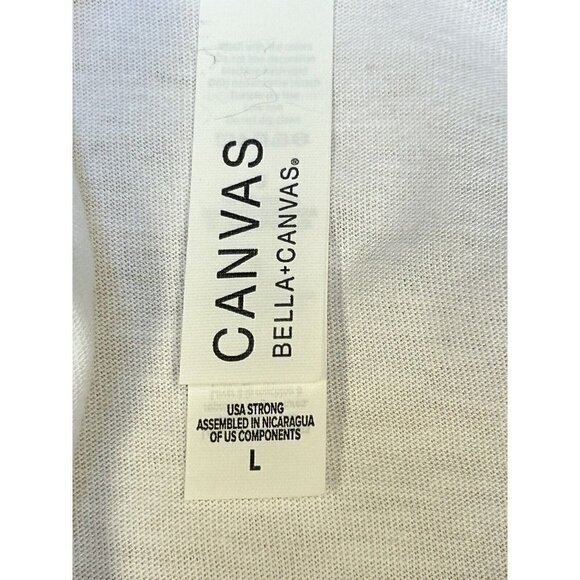 CANVAS
BELLA+CANVAS®
USA STRONG
ASSEMBLED IN NICARAGUA
OF US COMPONENTS
L